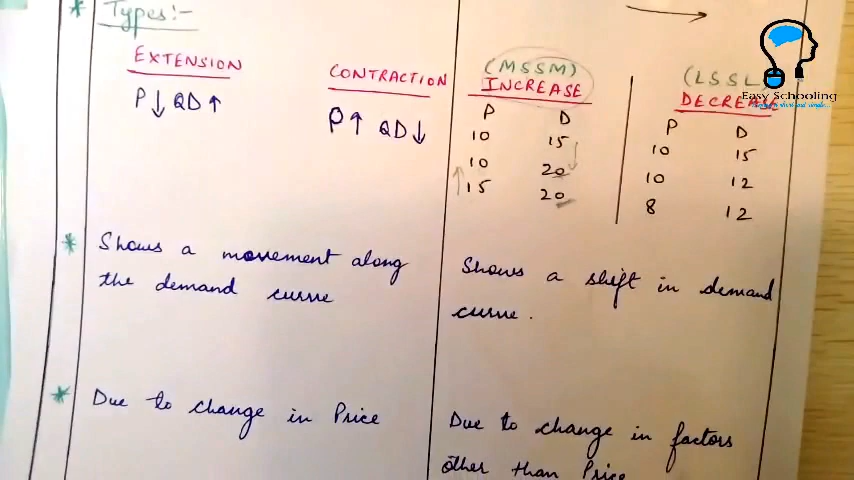 * Types:-
EXTENSION
P↓ QD↑
CONTRACTION
P↑ QD↓
(MSSM)
INCREASE
P D
10 15
10 20
15 20
(LSSL)
DECREASE
P D
10 15
10 12
8 12
* Shows a movement along
the demand curve
Shows a shift in demand
curve.
* Due to change in Price
Due to change in factors
other than Price
Easy Schooling